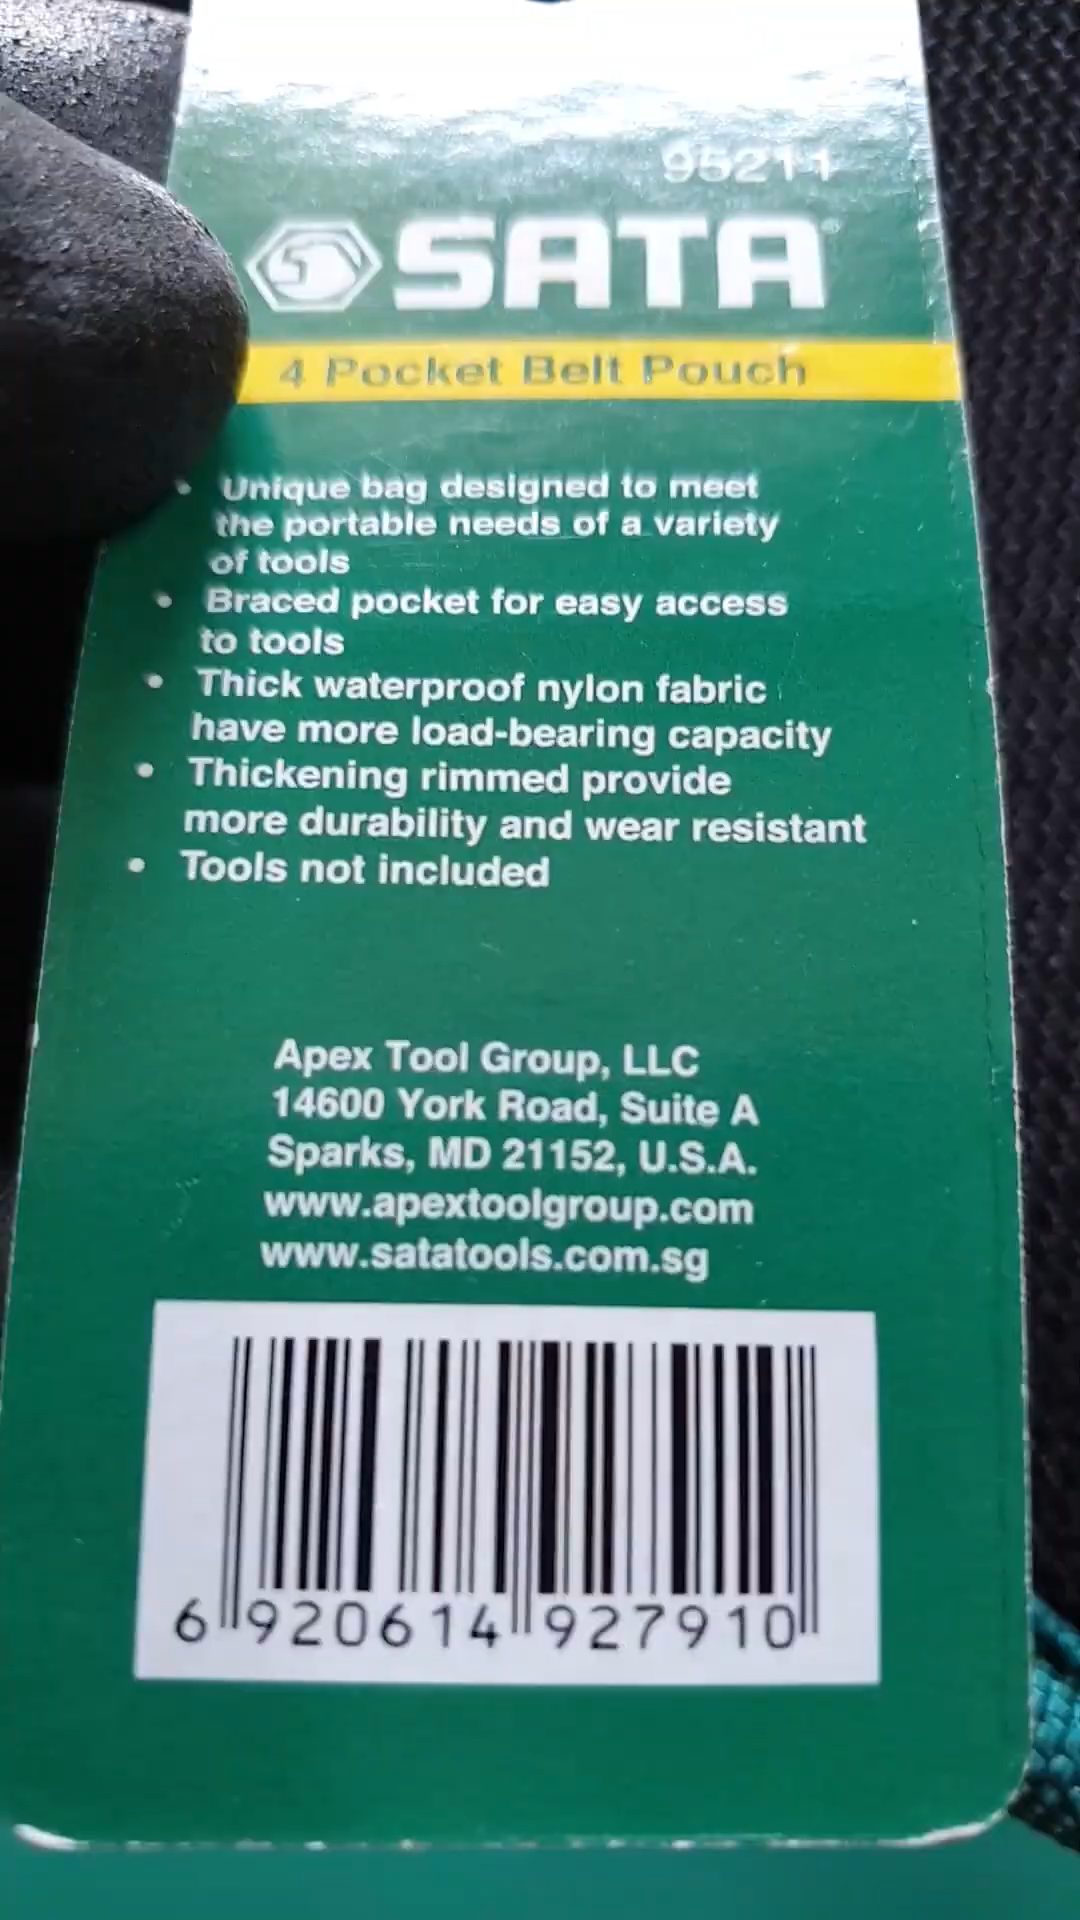 95211
SATA®
4 Pocket Belt Pouch
• Unique bag designed to meet
the portable needs of a variety
of tools
• Braced pocket for easy access
to tools
• Thick waterproof nylon fabric
have more load-bearing capacity
• Thickening rimmed provide
more durability and wear resistant
• Tools not included
Apex Tool Group, LLC
14600 York Road, Suite A
Sparks, MD 21152, U.S.A.
www.apextoolgroup.com
www.satatools.com.sg
6 920614 927910